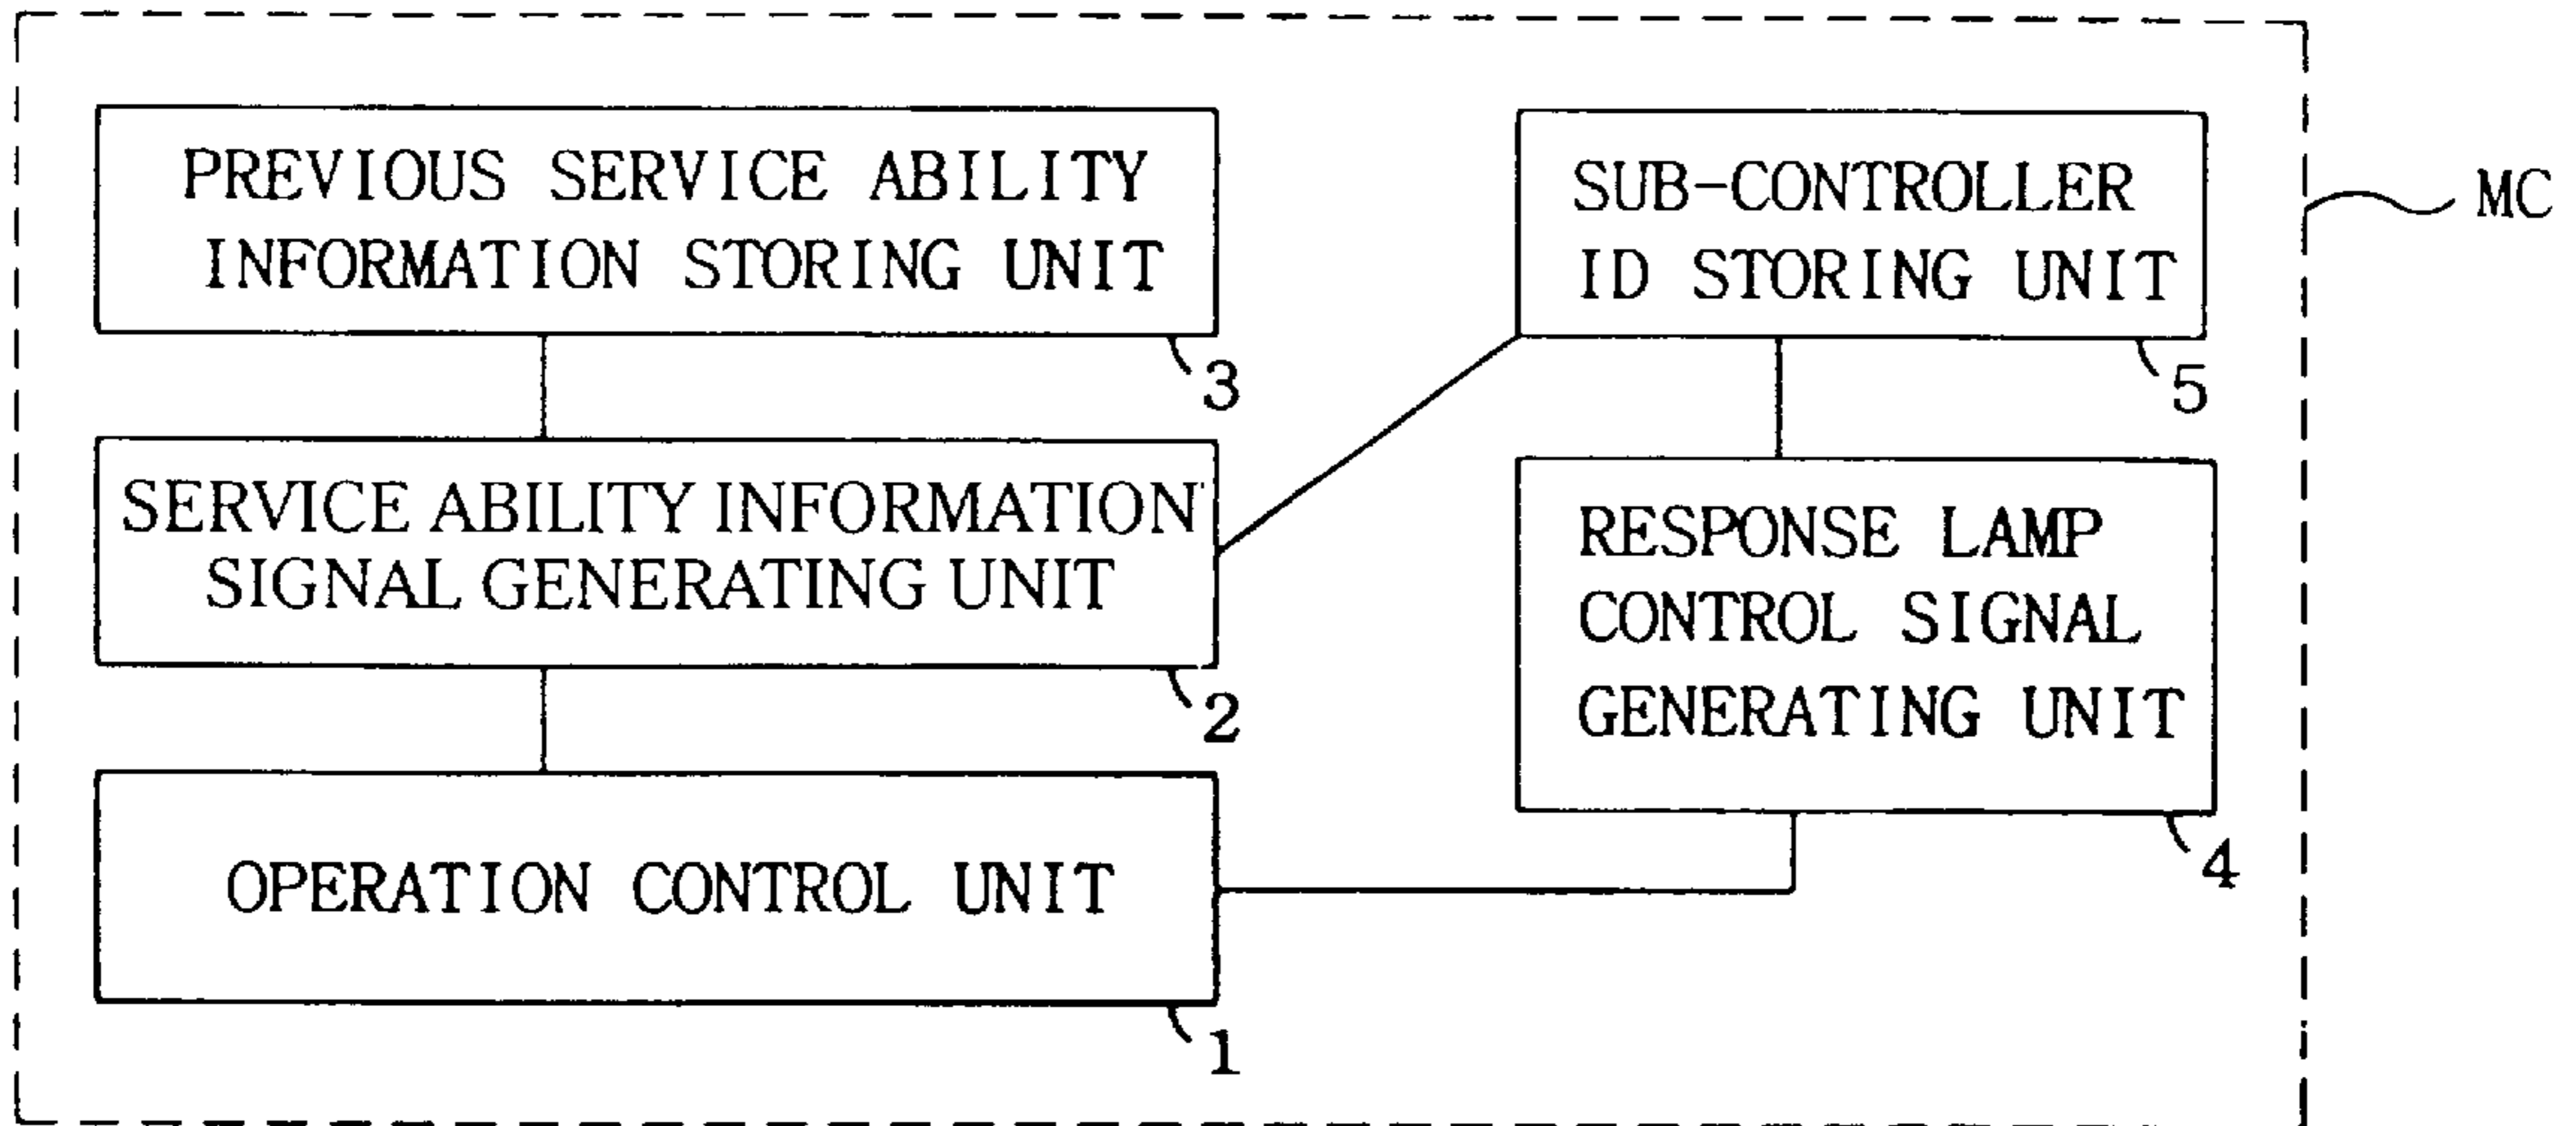 PREVIOUS SERVICE ABILITY
INFORMATION STORING UNIT
3
SERVICE ABILITY INFORMATION
SIGNAL GENERATING UNIT
2
OPERATION CONTROL UNIT
1
SUB-CONTROLLER
ID STORING UNIT
5
RESPONSE LAMP
CONTROL SIGNAL
GENERATING UNIT
4
MC